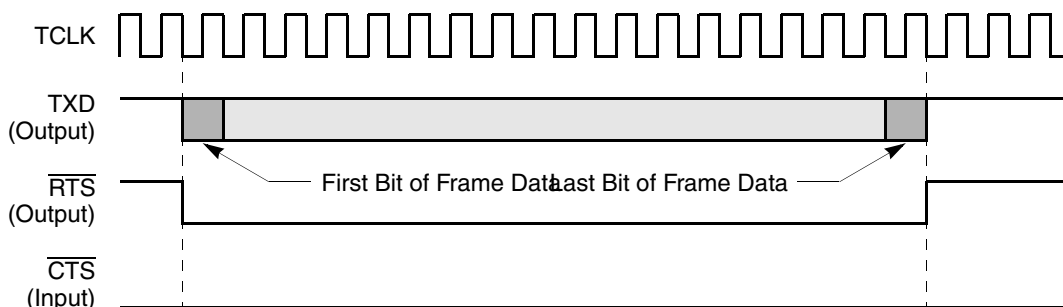 TCLK
TXD
(Output)
First Bit of Frame Data
Last Bit of Frame Data
RTS
(Output)
CTS
(Input)